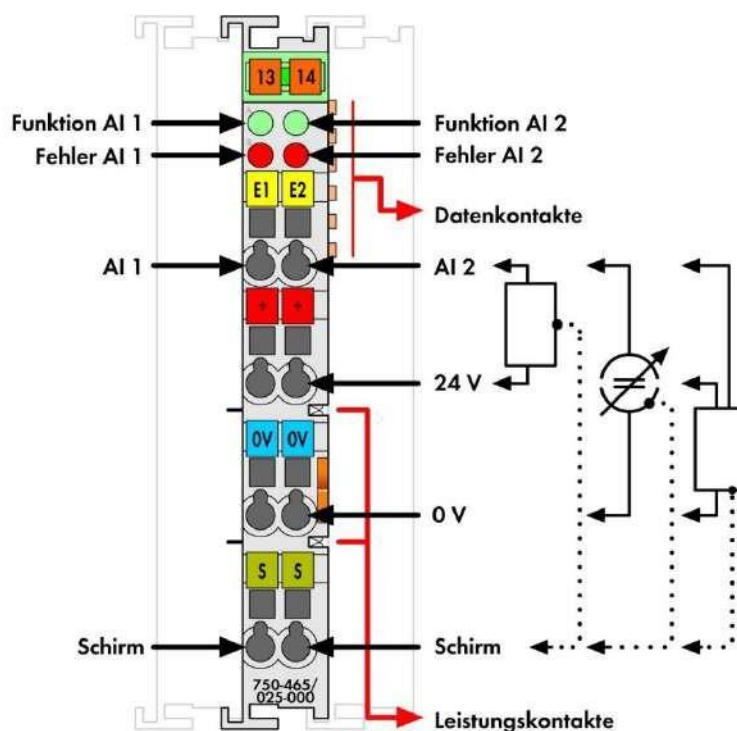 13 14
Funktion AI 1
Funktion AI 2
Fehler AI 1
Fehler AI 2
E1 E2
Datenkontakte
AI 1
AI 2
+ +
24 V
0V 0V
0 V
S S
Schirm
Schirm
750-465/
025-000
Leistungskontakte